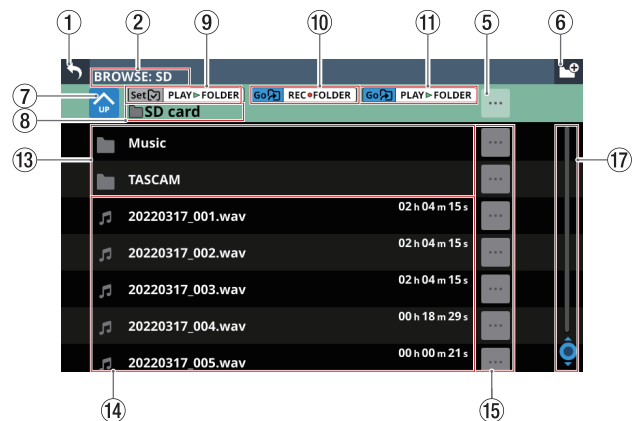 ① ② ⑨ ⑩ ⑪ ⑤ ⑥
BROWSE: SD
⑦ UP Set PLAY FOLDER Go REC FOLDER Go PLAY FOLDER ...
⑧ SD card
Music ...
⑬ ⑰
TASCAM ...
20220317_001.wav 02 h 04 m 15 s ...
20220317_002.wav 02 h 04 m 15 s ...
20220317_003.wav 02 h 04 m 15 s ...
20220317_004.wav 00 h 18 m 29 s ...
20220317_005.wav 00 h 00 m 21 s ...
⑭ ⑮